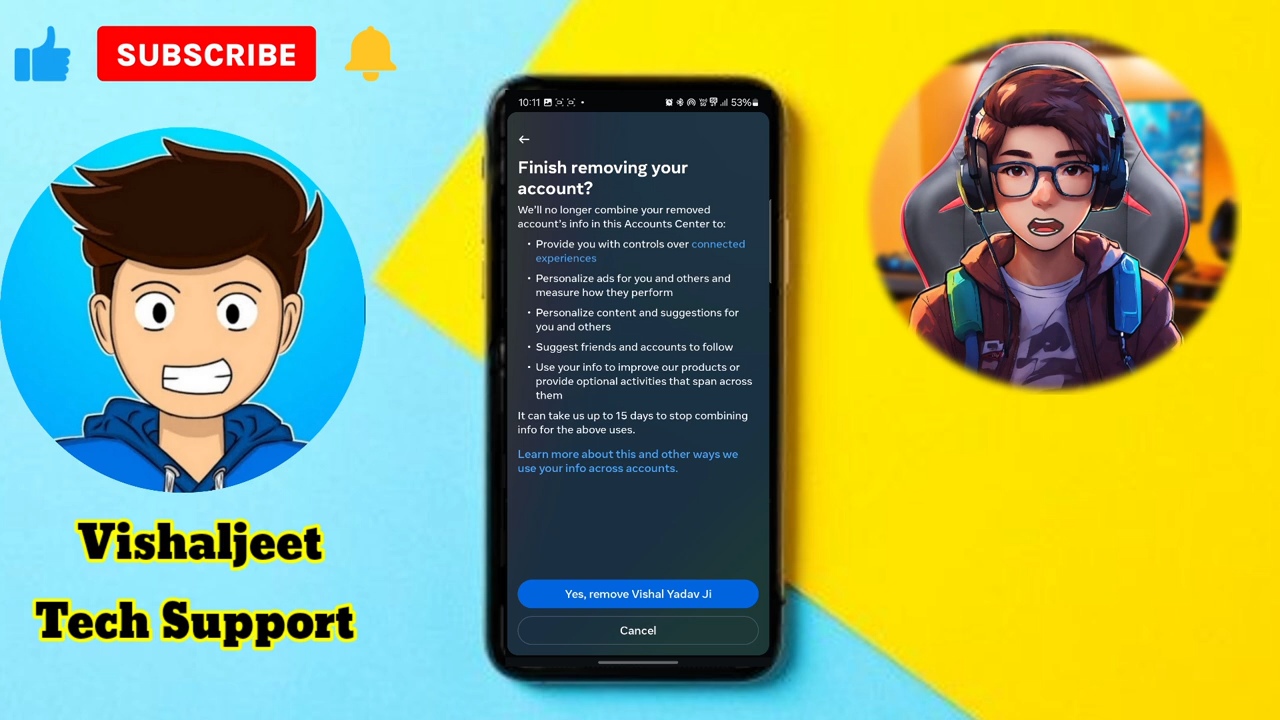 SUBSCRIBE
Vishaljeet
Tech Support
10:11
53%
Finish removing your
account?
We'll no longer combine your removed
account's info in this Accounts Center to:
• Provide you with controls over connected
experiences
• Personalize ads for you and others and
measure how they perform
• Personalize content and suggestions for
you and others
• Suggest friends and accounts to follow
• Use your info to improve our products or
provide optional activities that span across
them
It can take us up to 15 days to stop combining
info for the above uses.
Learn more about this and other ways we
use your info across accounts.
Yes, remove Vishal Yadav Ji
Cancel